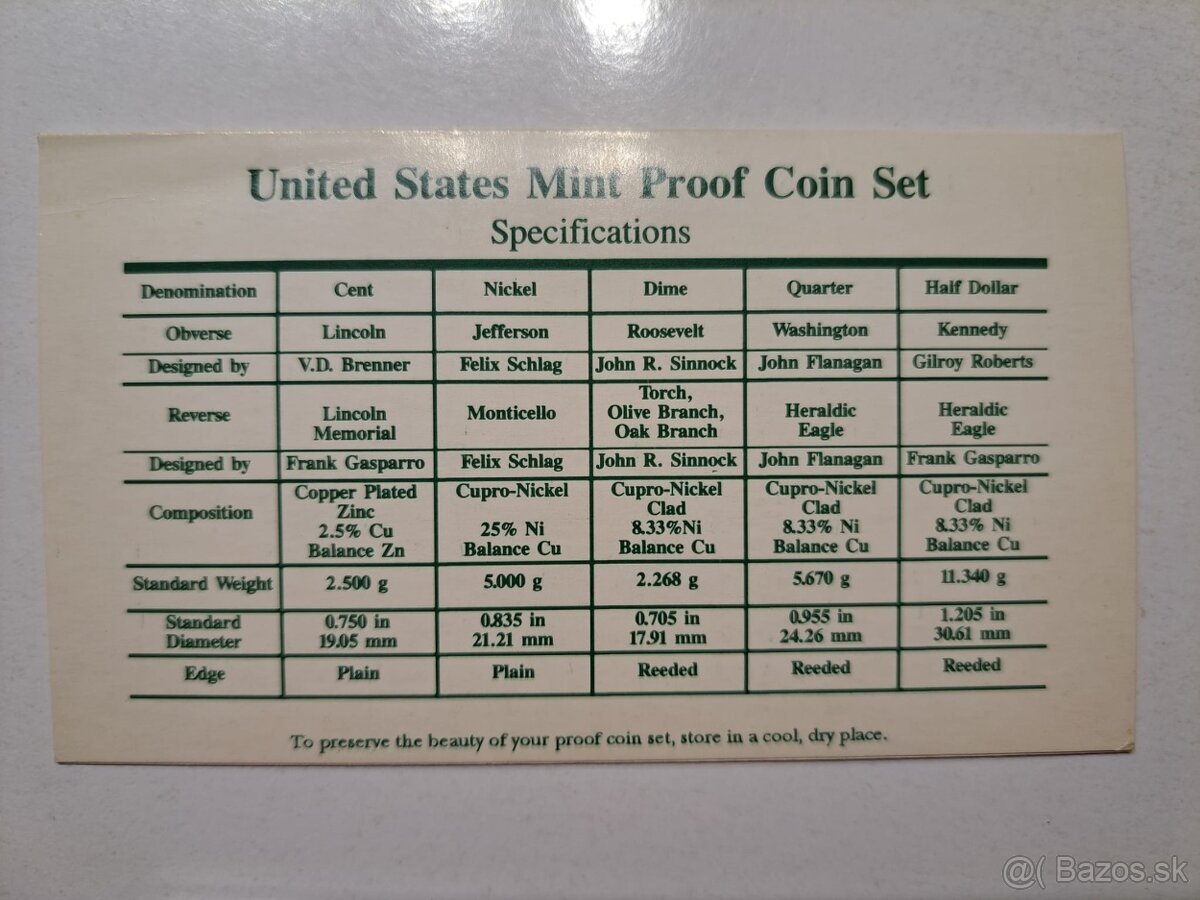 United States Mint Proof Coin Set
Specifications
Denomination Cent Nickel Dime Quarter Half Dollar
Obverse Lincoln Jefferson Roosevelt Washington Kennedy
Designed by V.D. Brenner Felix Schlag John R. Sinnock John Flanagan Gilroy Roberts
Reverse Lincoln Memorial Monticello Torch, Olive Branch, Oak Branch Heraldic Eagle Heraldic Eagle
Designed by Frank Gasparro Felix Schlag John R. Sinnock John Flanagan Frank Gasparro
Composition Copper Plated Zinc 2.5% Cu Balance Zn Cupro-Nickel 25% Ni Balance Cu Cupro-Nickel Clad 8.33%Ni Balance Cu Cupro-Nickel Clad 8.33% Ni Balance Cu Cupro-Nickel Clad 8.33% Ni Balance Cu
Standard Weight 2.500 g 5.000 g 2.268 g 5.670 g 11.340 g
Standard Diameter 0.750 in 19.05 mm 0.835 in 21.21 mm 0.705 in 17.91 mm 0.955 in 24.26 mm 1.205 in 30.61 mm
Edge Plain Plain Reeded Reeded Reeded
To preserve the beauty of your proof coin set, store in a cool, dry place.
@( Bazos.sk